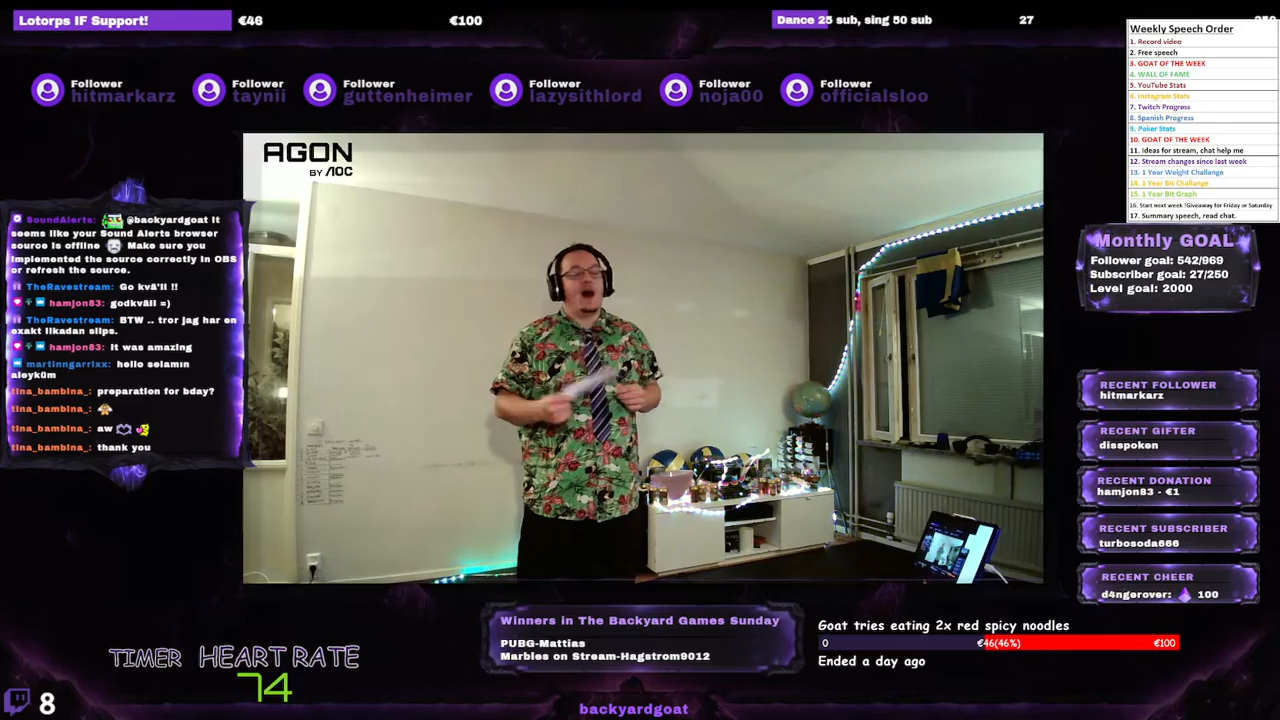 Lotorps IF Support!
€46
€100
Dance 25 sub, sing 50 sub
27
Weekly Speech Order
1. Record video
2. Free speech
3. GOAT OF THE WEEK
4. WALL OF FAME
5. YouTube Stats
6. Instagram Stats
7. Twitch Progress
8. Spanish Progress
9. Poker Stats
10. GOAT OF THE WEEK
11. Ideas for stream, chat help me
12. Stream changes since last week
13. 1 Year Weight Challange
14. 1 Year Bit Challange
15. 1 Year Bit Graph
16. Start next week !Giveaway for Friday or Saturday
17. Summary speech, read chat.
Follower
hitmarkarz
Follower
taynii
Follower
guttenheim
Follower
lazysithlord
Follower
noja00
Follower
officialsloo
AGON
BY AOC
SoundAlerts: @backyardgoat It
seems like your Sound Alerts browser
source is offline Make sure you
implemented the source correctly in OBS
or refresh the source.
TheRavestream: Go kvä'll !!
hamjon83: godkväll =)
TheRavestream: BTW .. tror jag har en
exakt likadan slips.
hamjon83: It was amazing
martinngarrixx: hello selamin
aleyküm
tina_bambina_: preparation for bday?
tina_bambina_:
tina_bambina_: aw
tina_bambina_: thank you
Monthly GOAL
Follower goal: 542/969
Subscriber goal: 27/250
Level goal: 2000
RECENT FOLLOWER
hitmarkarz
RECENT GIFTER
disspoken
RECENT DONATION
hamjon83 - €1
RECENT SUBSCRIBER
turbosoda666
RECENT CHEER
d4ngerover: 100
Winners in The Backyard Games Sunday
PUBG-Mattias
Marbles on Stream-Hagstrom9012
Goat tries eating 2x red spicy noodles
0 €46(46%) €100
Ended a day ago
TIMER HEART RATE
74
8
backyardgoat